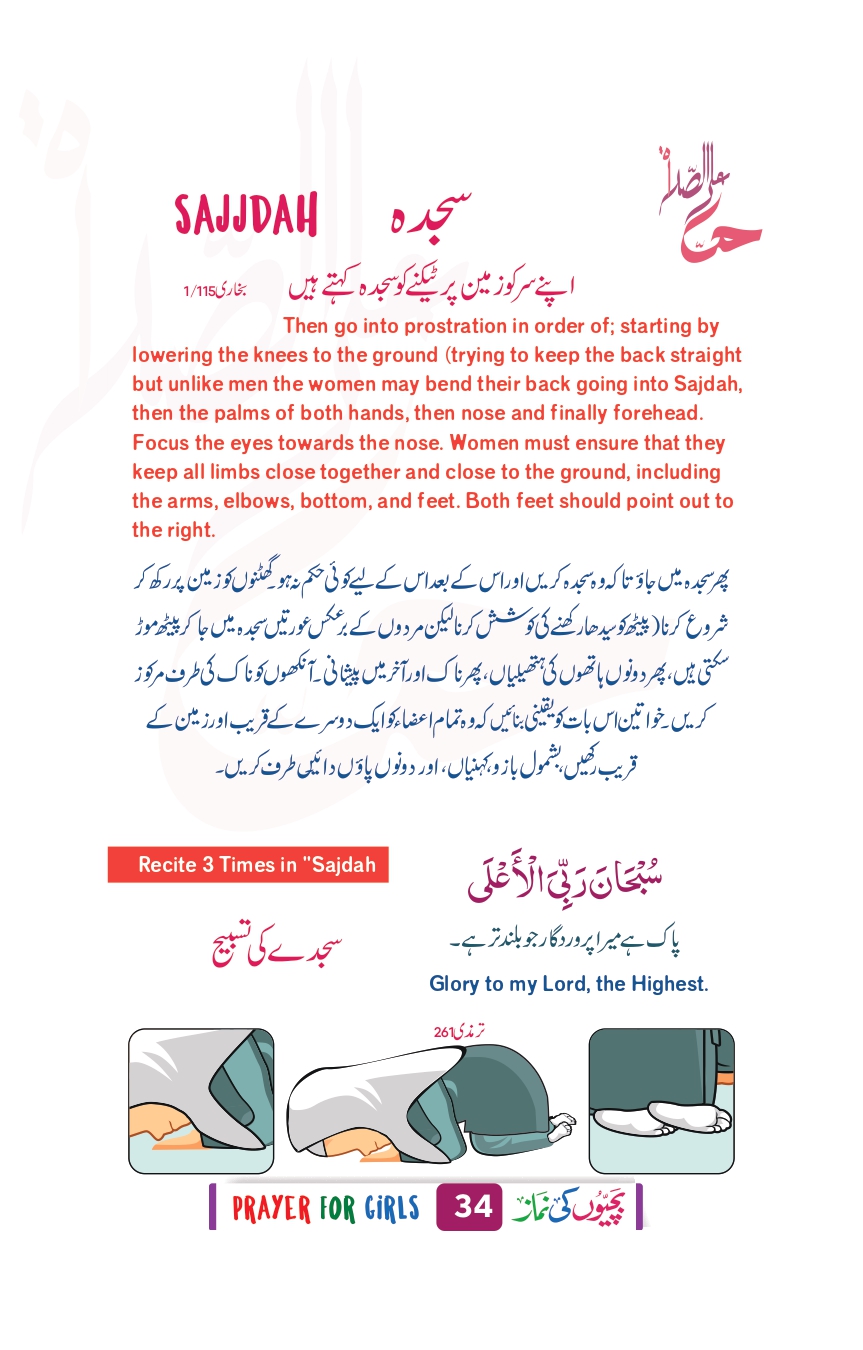 SAJJDAH سجدہ
حی علی الصلاۃ
اپنے سر کو زمین پر ٹیکنے کو سجدہ کہتے ہیں بخاری 1/115
Then go into prostration in order of; starting by
lowering the knees to the ground (trying to keep the back straight
but unlike men the women may bend their back going into Sajdah,
then the palms of both hands, then nose and finally forehead.
Focus the eyes towards the nose. Women must ensure that they
keep all limbs close together and close to the ground, including
the arms, elbows, bottom, and feet. Both feet should point out to
the right.
پھر سجدہ میں جاؤ تاکہ وہ سجدہ کریں اور اس کے بعد اس کے لیے کوئی حکم نہ ہو۔ گھٹنوں کو زمین پر رکھ کر
شروع کرنا (پیٹھ کو سیدھا رکھنے کی کوشش کرنا لیکن مردوں کے برعکس عورتیں سجدہ میں جا کر پیٹھ موڑ
سکتی ہیں، پھر دونوں ہاتھوں کی ہتھیلیاں، پھر ناک اور آخر میں پیشانی۔ آنکھوں کو ناک کی طرف مرکوز
کریں۔ خواتین اس بات کو یقینی بنائیں کہ وہ تمام اعضاء کو ایک دوسرے کے قریب اور زمین کے
قریب رکھیں، بشمول بازو، کہنیاں، اور دونوں پاؤں دائیں طرف کریں۔
Recite 3 Times in "Sajdah
سُبْحَانَ رَبِّيَ الْأَعْلَى
سجدے کی تسبیح
پاک ہے میرا پروردگار جو بلند تر ہے۔
Glory to my Lord, the Highest.
ترمذی 261
PRAYER FOR GIRLS 34 بچیوں کی نماز